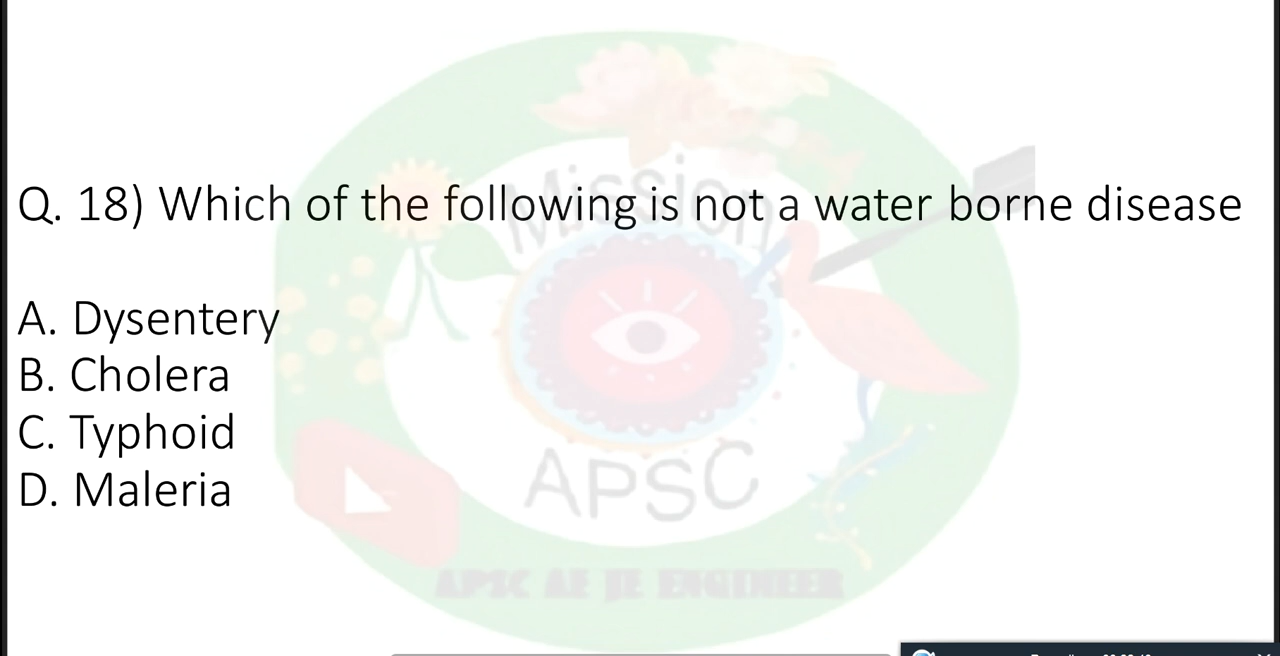 Q. 18) Which of the following is not a water borne disease
A. Dysentery
B. Cholera
C. Typhoid
D. Maleria
Mission
APSC
APSC AE JE ENGINEER